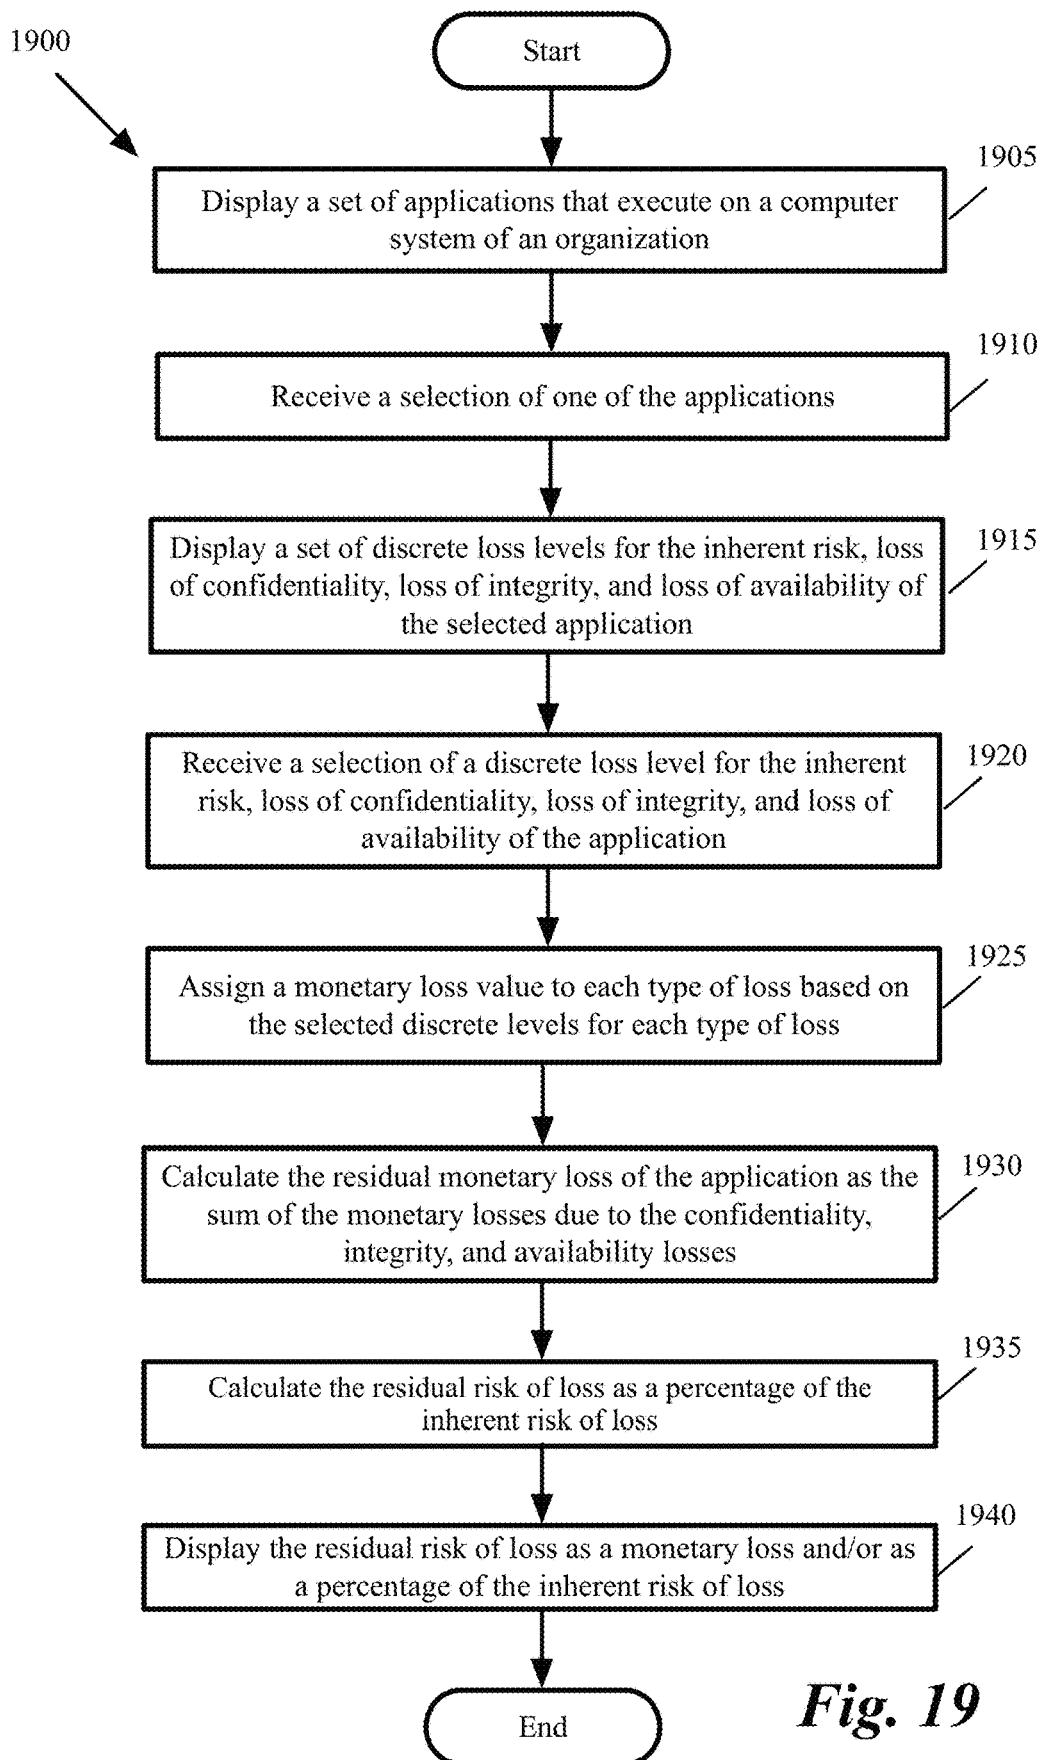 1900
Start
1905
Display a set of applications that execute on a computer
system of an organization
1910
Receive a selection of one of the applications
1915
Display a set of discrete loss levels for the inherent risk, loss
of confidentiality, loss of integrity, and loss of availability of
the selected application
1920
Receive a selection of a discrete loss level for the inherent
risk, loss of confidentiality, loss of integrity, and loss of
availability of the application
1925
Assign a monetary loss value to each type of loss based on
the selected discrete levels for each type of loss
1930
Calculate the residual monetary loss of the application as the
sum of the monetary losses due to the confidentiality,
integrity, and availability losses
1935
Calculate the residual risk of loss as a percentage of the
inherent risk of loss
1940
Display the residual risk of loss as a monetary loss and/or as
a percentage of the inherent risk of loss
End
Fig. 19